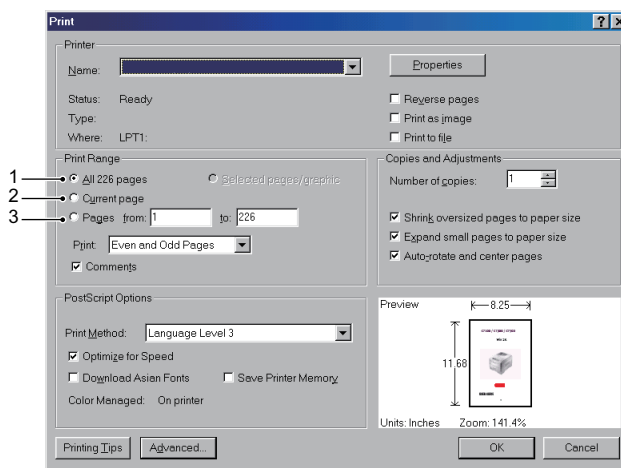 Print
Printer
Name:
Properties
Status: Ready
Reverse pages
Type:
Print as image
Where: LPT1:
Print to file
Print Range
1
All 226 pages
Selected pages/graphic
2
Current page
3
Pages from: 1 to: 226
Print: Even and Odd Pages
Comments
Copies and Adjustments
Number of copies: 1
Shrink oversized pages to paper size
Expand small pages to paper size
Auto-rotate and center pages
PostScript Options
Print Method: Language Level 3
Optimize for Speed
Download Asian Fonts
Save Printer Memory
Color Managed: On printer
Preview
8.25
11.68
Units: Inches Zoom: 141.4%
Printing Tips
Advanced...
OK
Cancel